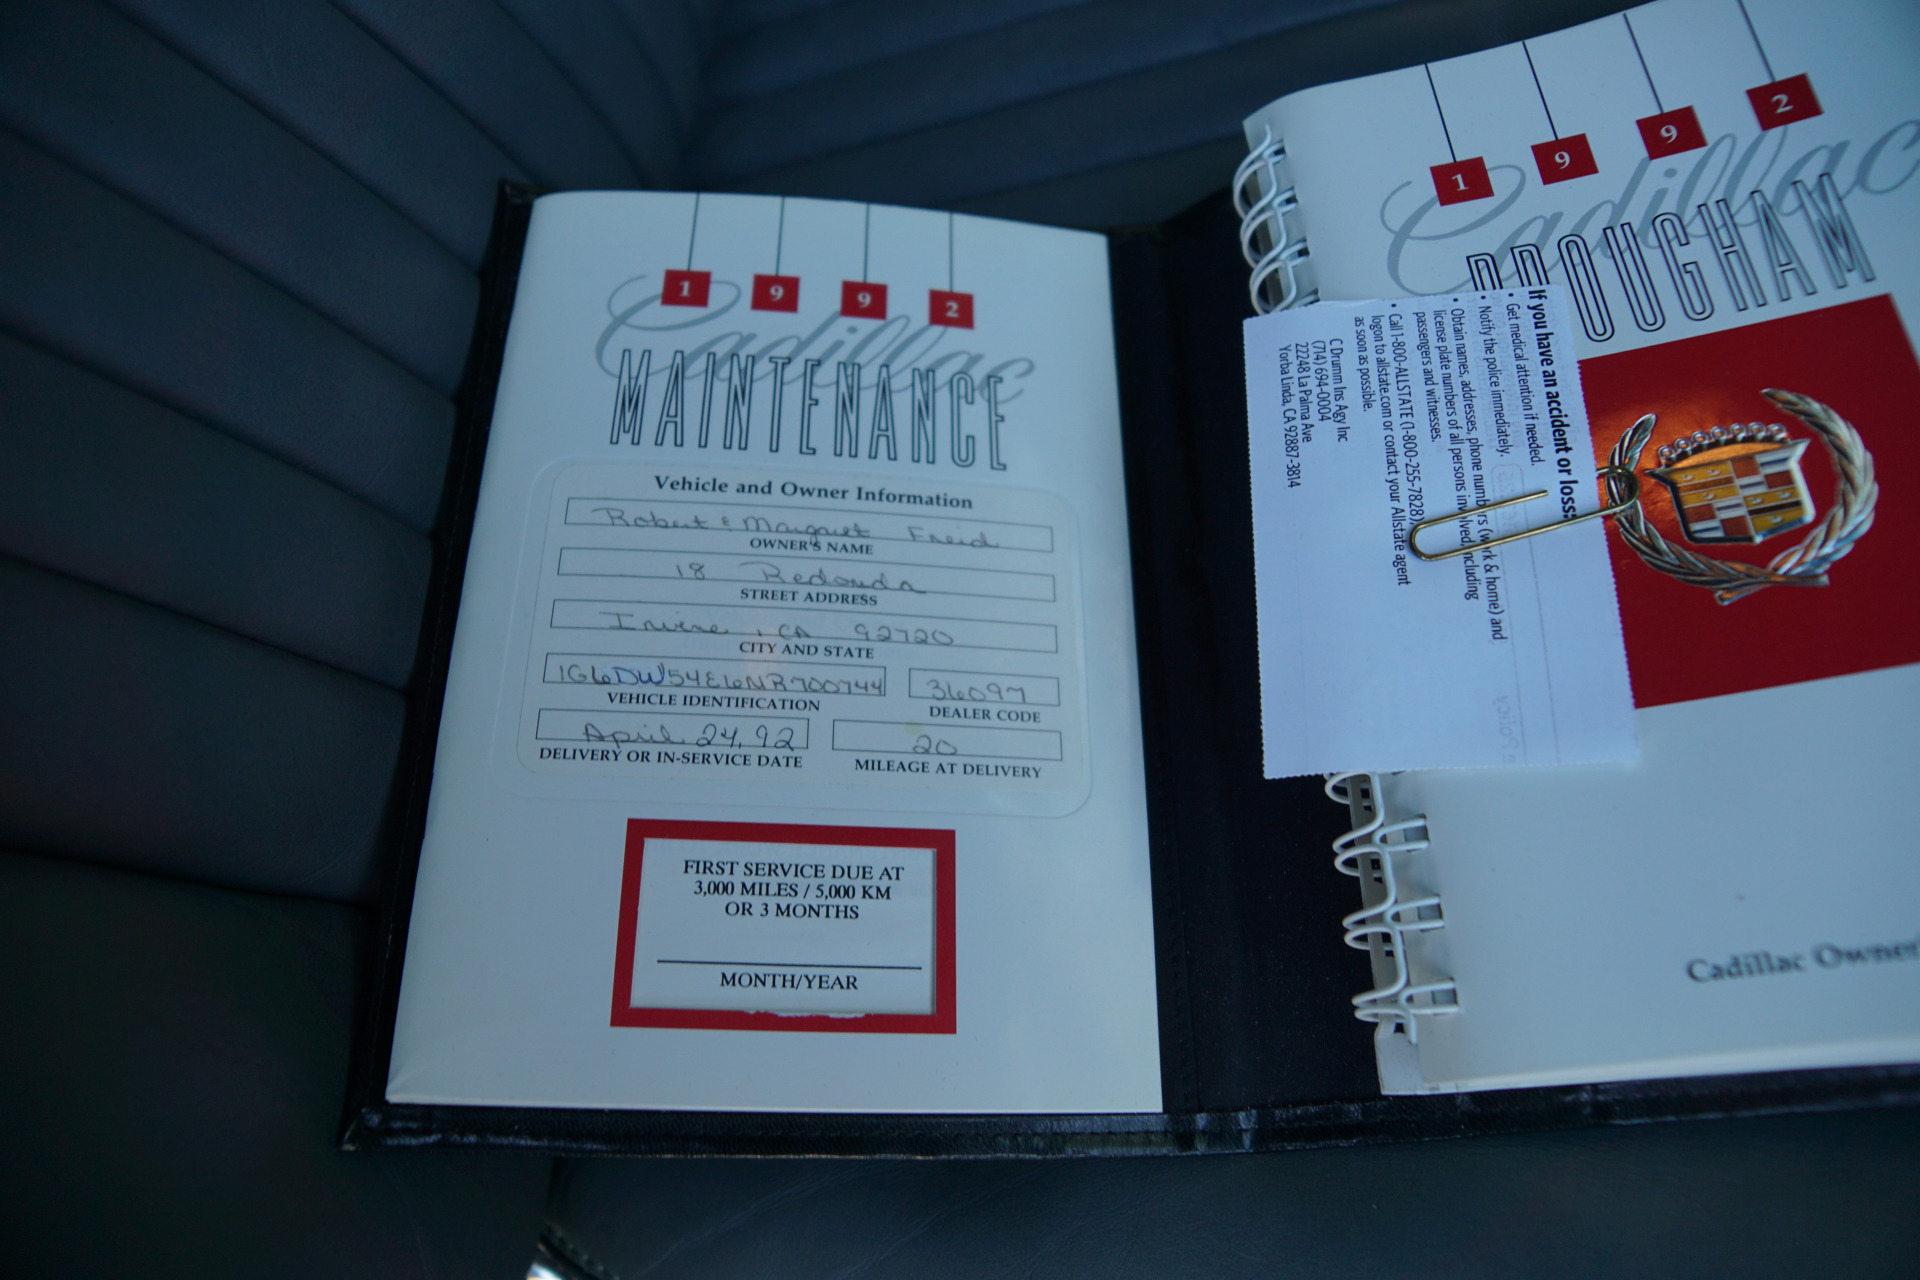 1 9 9 2
Cadillac
MAINTENANCE
Vehicle and Owner Information
Robert & Margaret Freid
OWNER'S NAME
18 Redonda
STREET ADDRESS
Irvine, CA 92720
CITY AND STATE
1G6DW54E6NR700744
VEHICLE IDENTIFICATION
36097
DEALER CODE
April 24, 92
DELIVERY OR IN-SERVICE DATE
20
MILEAGE AT DELIVERY
FIRST SERVICE DUE AT
3,000 MILES / 5,000 KM
OR 3 MONTHS
MONTH/YEAR
1 9 9 2
Cadillac
BROUGHAM
If you have an accident or loss:
• Get medical attention if needed.
• Notify the police immediately.
• Obtain names, addresses, phone numbers (work & home) and
license plate numbers of all persons involved, including
passengers and witnesses.
• Call 1-800-ALLSTATE (1-800-255-7828),
logon to allstate.com or contact your Allstate agent
as soon as possible.
C Drumm Ins Agy Inc
(714) 694-0004
22248 La Palma Ave
Yorba Linda, CA 92887-3814
Cadillac Owner